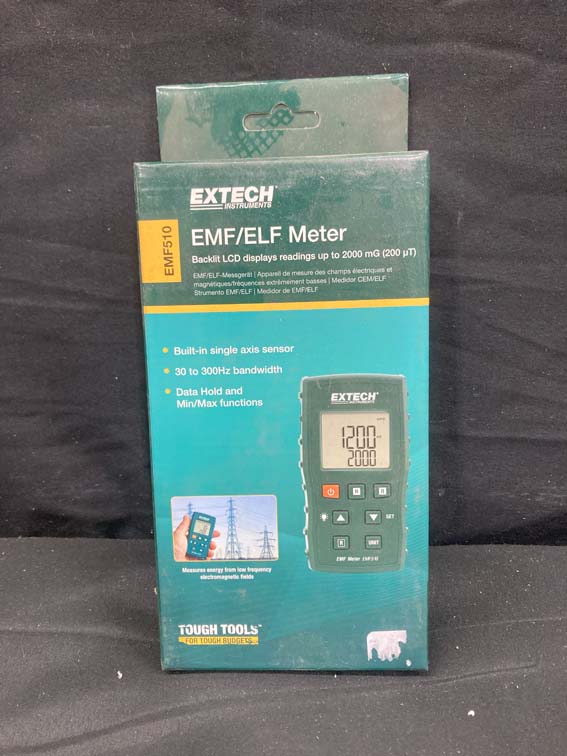 EXTECH
INSTRUMENTS
EMF510
EMF/ELF Meter
Backlit LCD displays readings up to 2000 mG (200 µT)
EMF/ELF-Messgerät | Appareil de mesure des champs électriques et
magnétiques/fréquences extrêmement basses | Medidor CEM/ELF
Strumento EMF/ELF | Medidor de EMF/ELF
Built-in single axis sensor
30 to 300Hz bandwidth
Data Hold and
Min/Max functions
EXTECH
INSTRUMENTS
1200
2000
SET
UNIT
EMF Meter EMF510
Measures energy from low frequency
electromagnetic fields
TOUGH TOOLS™
FOR TOUGH BUDGETS